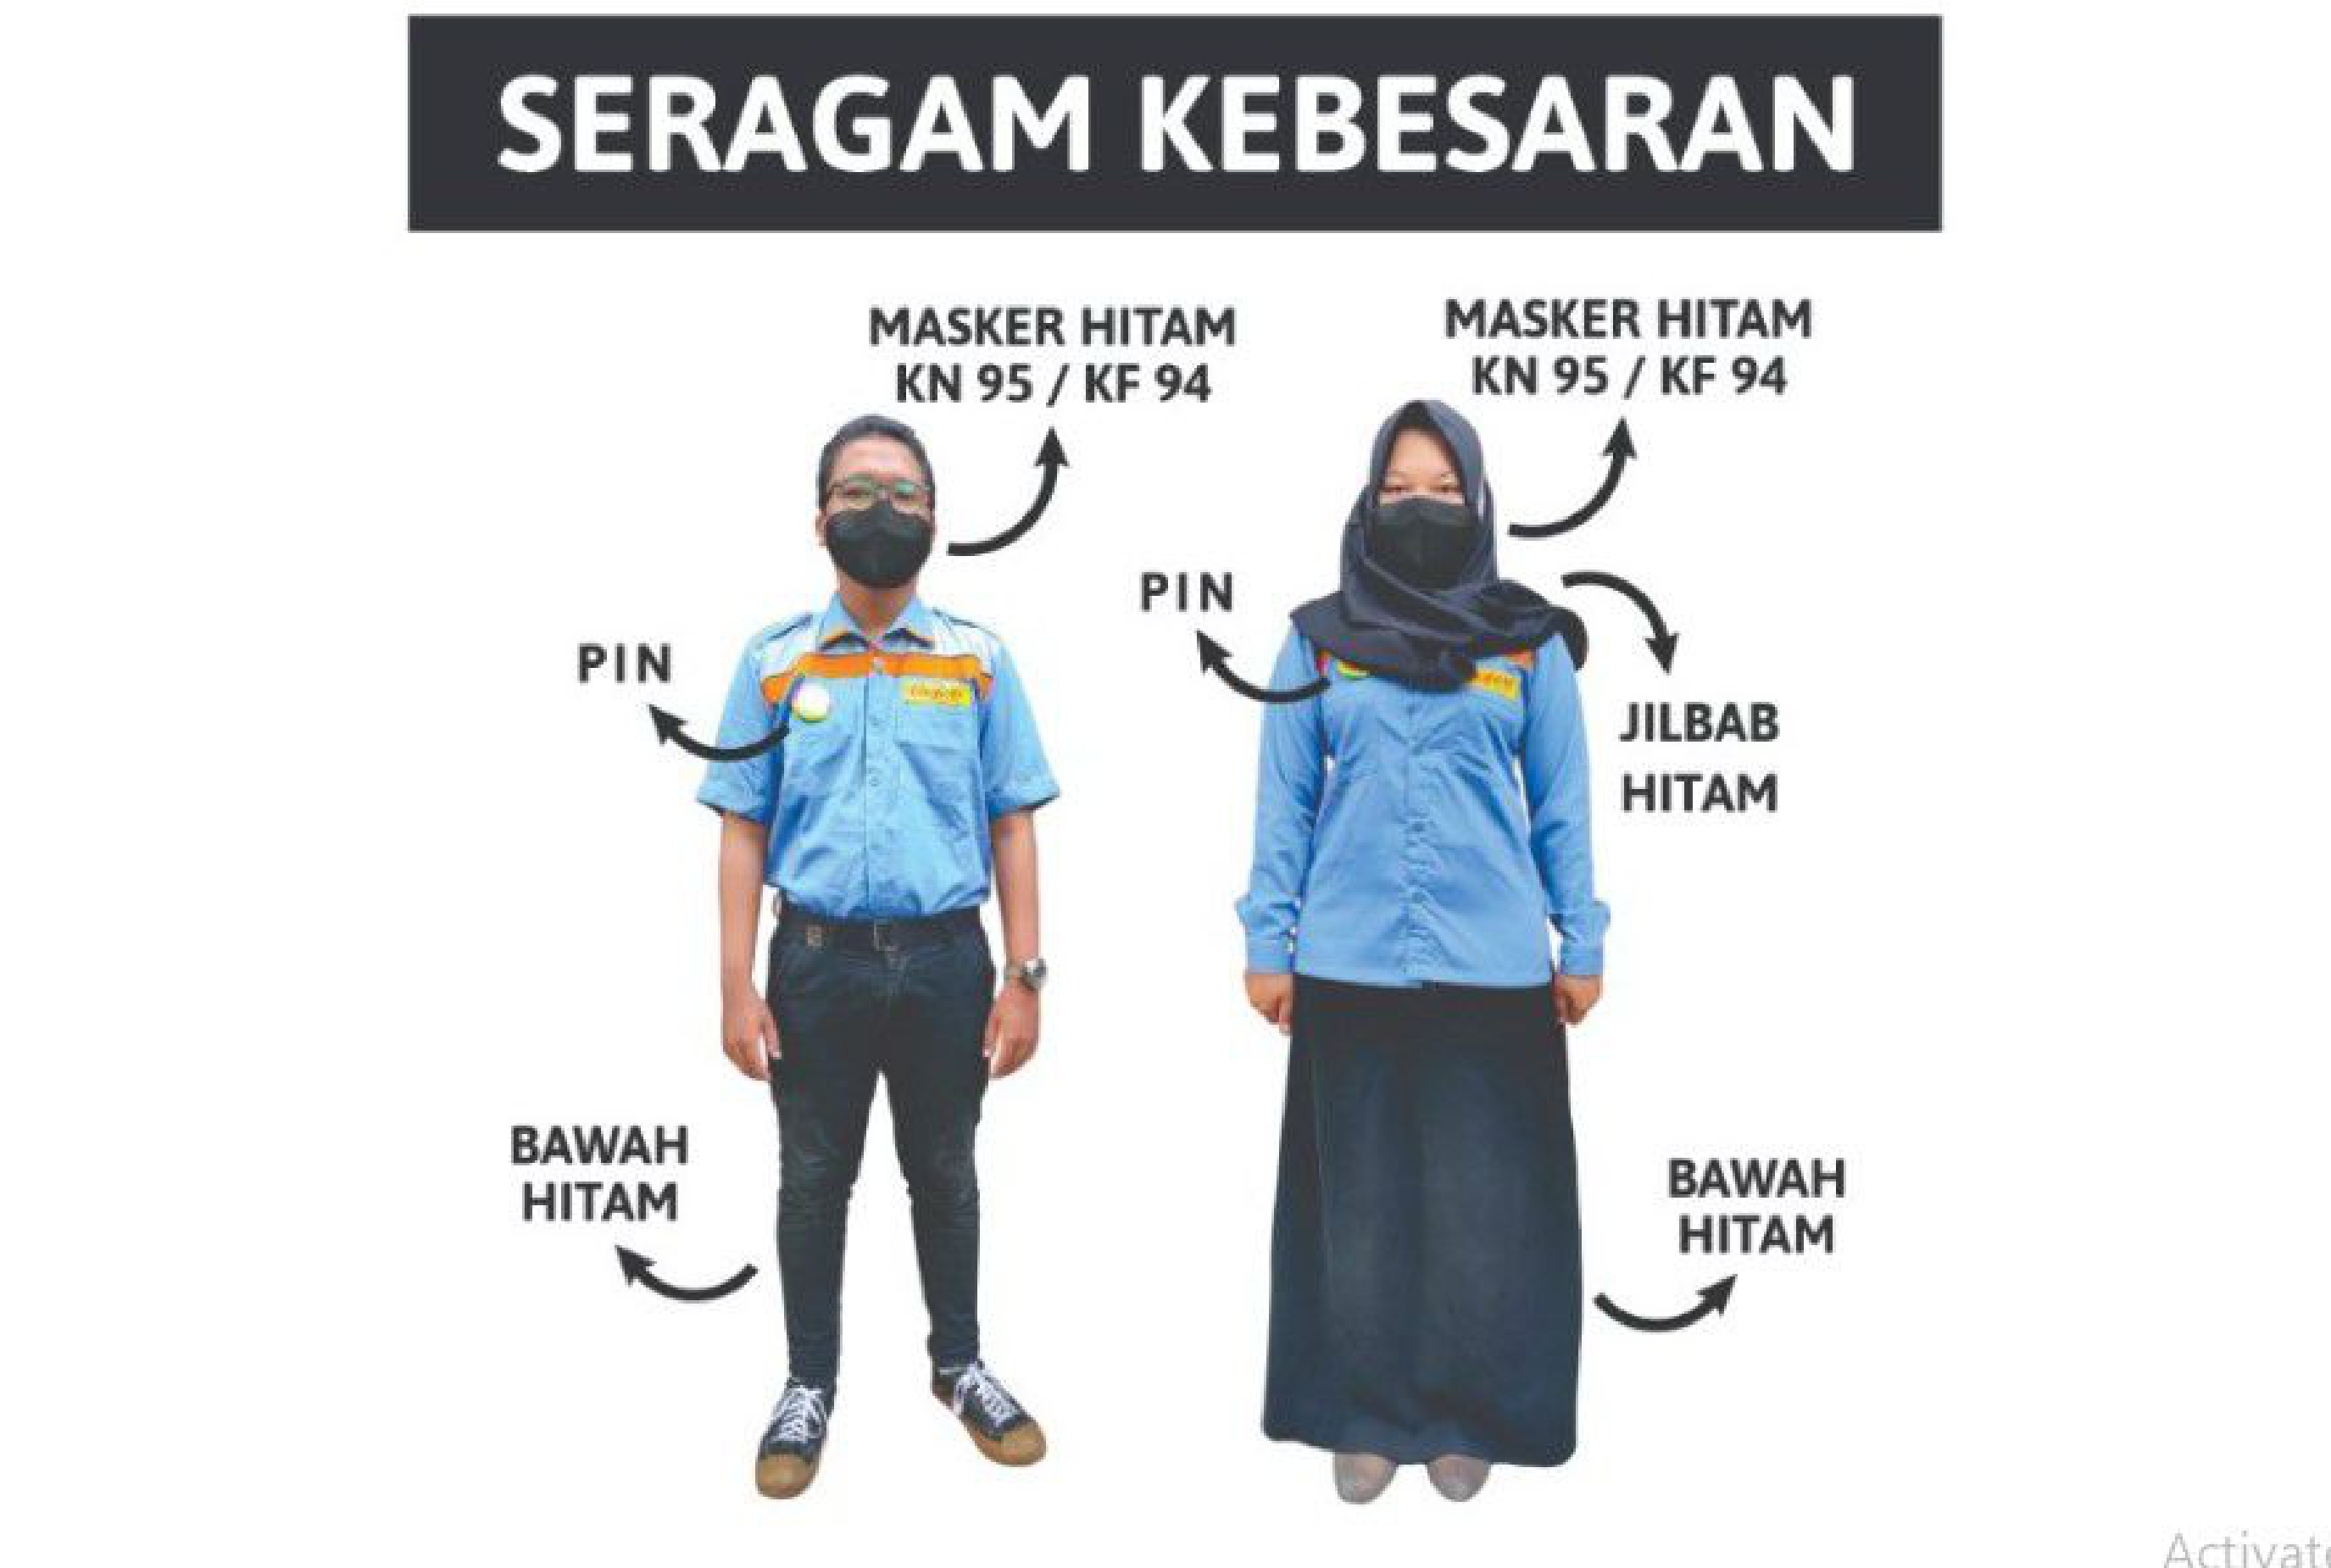 SERAGAM KEBESARAN
MASKER HITAM
KN 95 / KF 94
MASKER HITAM
KN 95 / KF 94
PIN
PIN
JILBAB
HITAM
BAWAH
HITAM
BAWAH
HITAM
Activate